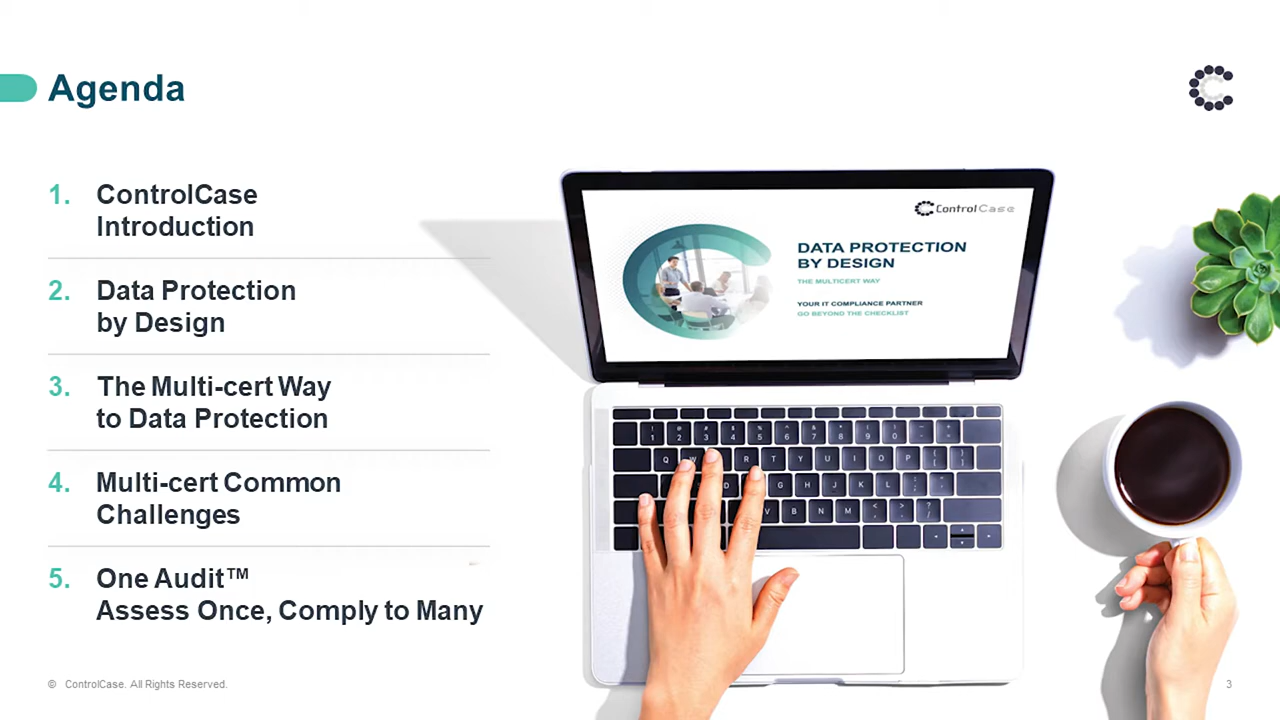 Agenda
1. ControlCase
Introduction
2. Data Protection
by Design
3. The Multi-cert Way
to Data Protection
4. Multi-cert Common
Challenges
5. One Audit™
Assess Once, Comply to Many
ControlCase
DATA PROTECTION
BY DESIGN
THE MULTICERT WAY
YOUR IT COMPLIANCE PARTNER
GO BEYOND THE CHECKLIST
© ControlCase. All Rights Reserved.
3